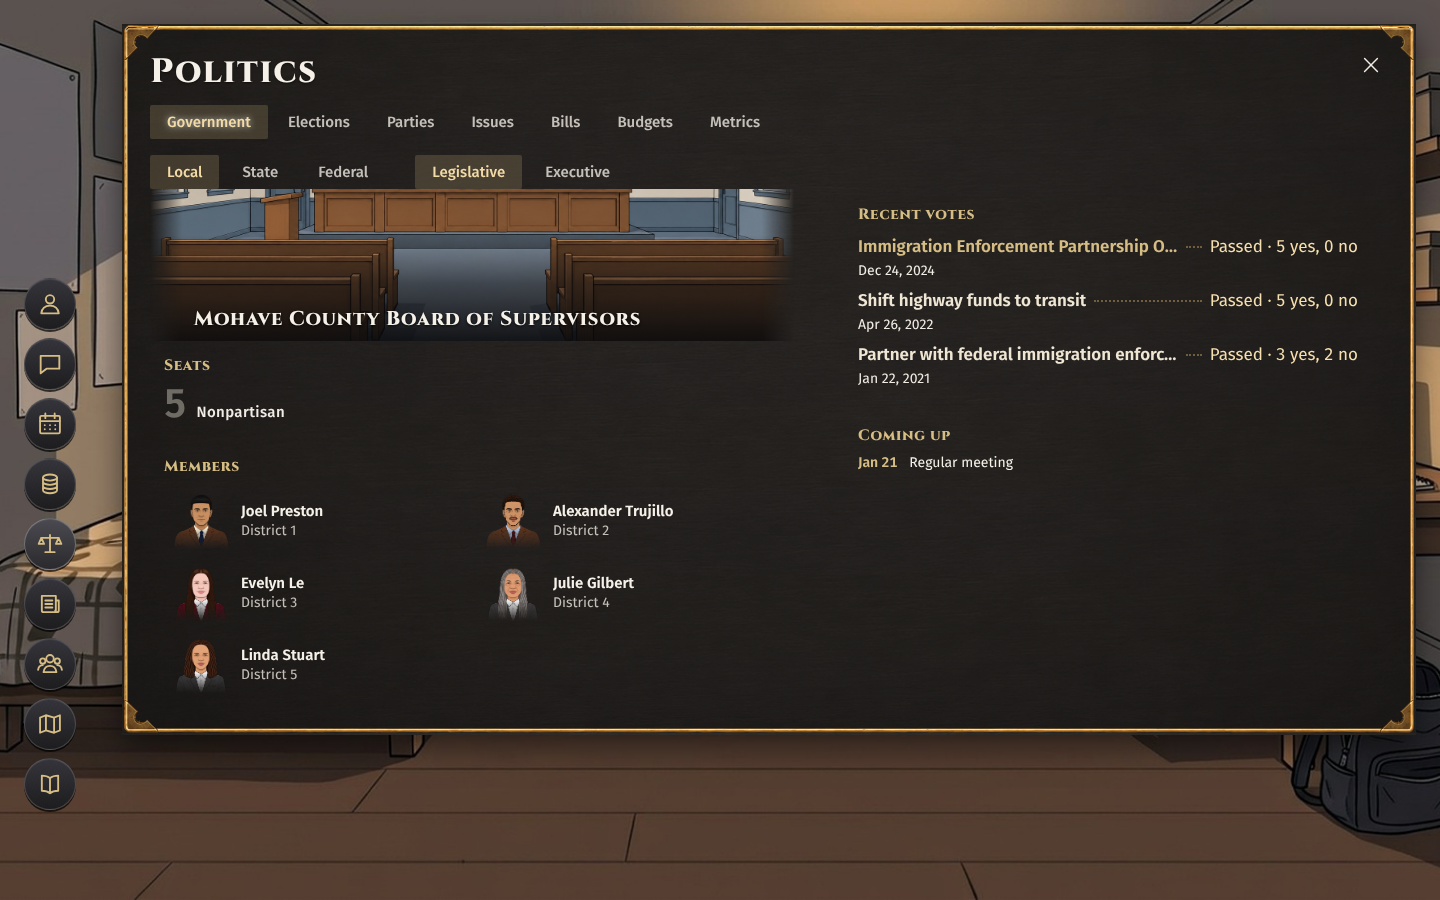 Politics
Government Elections Parties Issues Bills Budgets Metrics
Local State Federal Legislative Executive
Mohave County Board of Supervisors
Seats
5 Nonpartisan
Members
Joel Preston
District 1
Alexander Trujillo
District 2
Evelyn Le
District 3
Julie Gilbert
District 4
Linda Stuart
District 5
Recent votes
Immigration Enforcement Partnership O... Passed · 5 yes, 0 no
Dec 24, 2024
Shift highway funds to transit Passed · 5 yes, 0 no
Apr 26, 2022
Partner with federal immigration enforc... Passed · 3 yes, 2 no
Jan 22, 2021
Coming up
Jan 21 Regular meeting